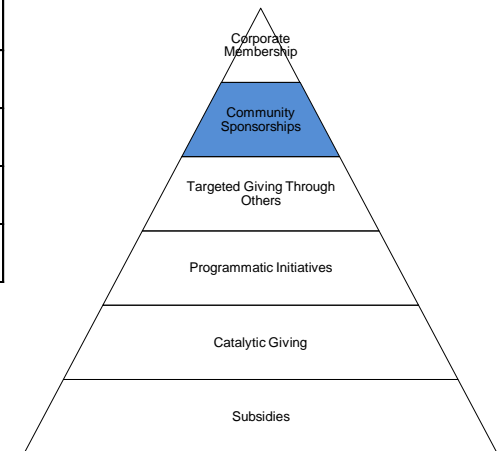 Corporate
Membership
Community
Sponsorships
Targeted Giving Through
Others
Programmatic Initiatives
Catalytic Giving
Subsidies